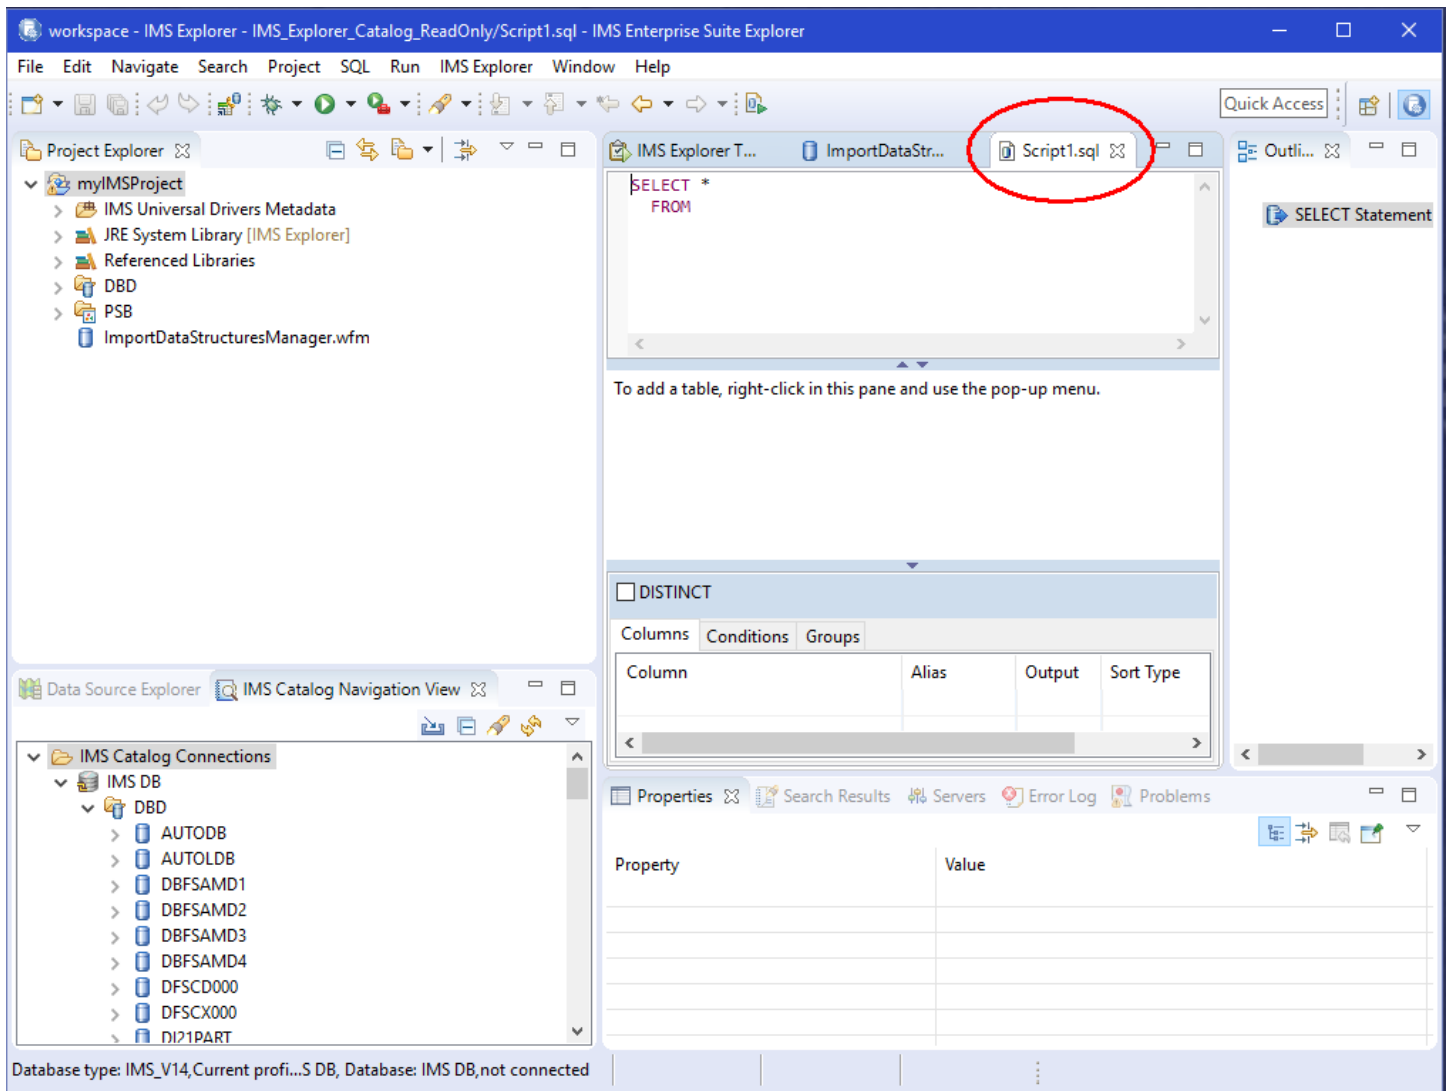 workspace - IMS Explorer - IMS_Explorer_Catalog_ReadOnly/Script1.sql - IMS Enterprise Suite Explorer
File Edit Navigate Search Project SQL Run IMS Explorer Window Help
Quick Access
Project Explorer
myIMSProject
IMS Universal Drivers Metadata
JRE System Library [IMS Explorer]
Referenced Libraries
DBD
PSB
ImportDataStructuresManager.wfm
IMS Explorer T... ImportDataStr... Script1.sql
SELECT *
FROM
To add a table, right-click in this pane and use the pop-up menu.
DISTINCT
Columns Conditions Groups
Column Alias Output Sort Type
Outli...
SELECT Statement
Data Source Explorer IMS Catalog Navigation View
IMS Catalog Connections
IMS DB
DBD
AUTODB
AUTOLDB
DBFSAMD1
DBFSAMD2
DBFSAMD3
DBFSAMD4
DFSCD000
DFSCX000
DI21PART
Properties Search Results Servers Error Log Problems
Property Value
Database type: IMS_V14,Current profi...S DB, Database: IMS DB,not connected